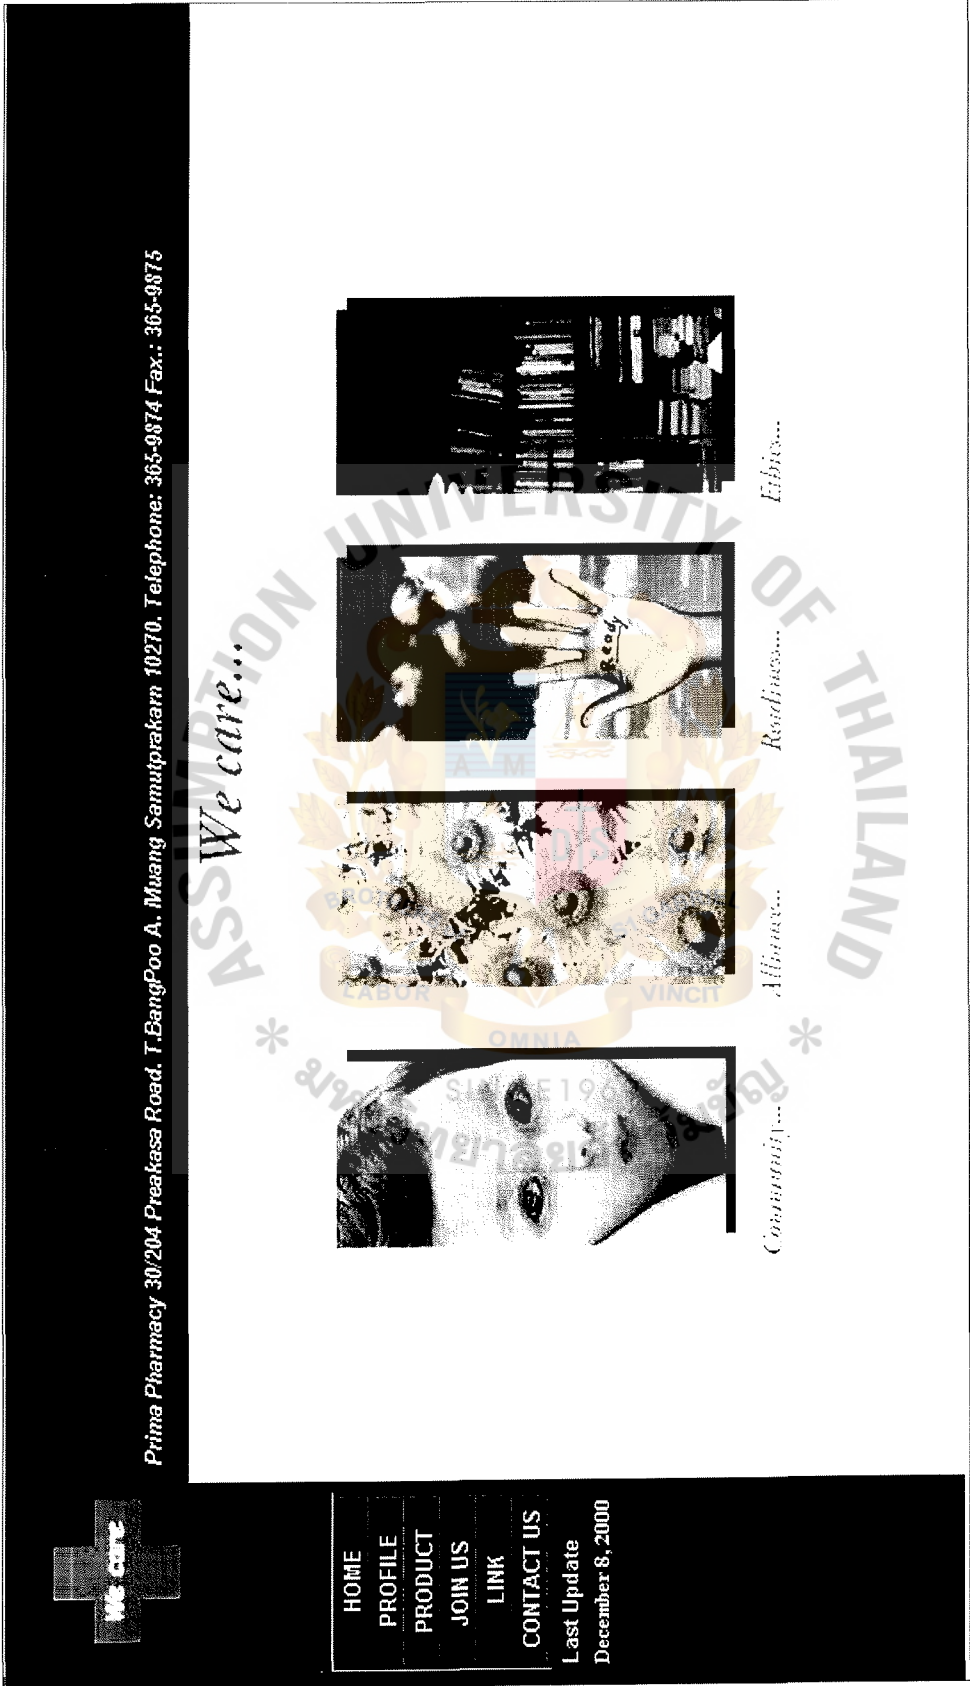 We care
Prima Pharmacy 30/204 Preakasa Road. T.BangPoo A. Muang Samutprakarn 10270. Telephone: 365-9874 Fax.: 365-9875
HOME
PROFILE
PRODUCT
JOIN US
LINK
CONTACT US
Last Update
December 8, 2000
We care...
Ready
Community...
Alliance...
Readiness...
Ethics...
ASSUMPTION UNIVERSITY OF THAILAND
A M
D S
LABOR
OMNIA
VINCIT
SINCE1969